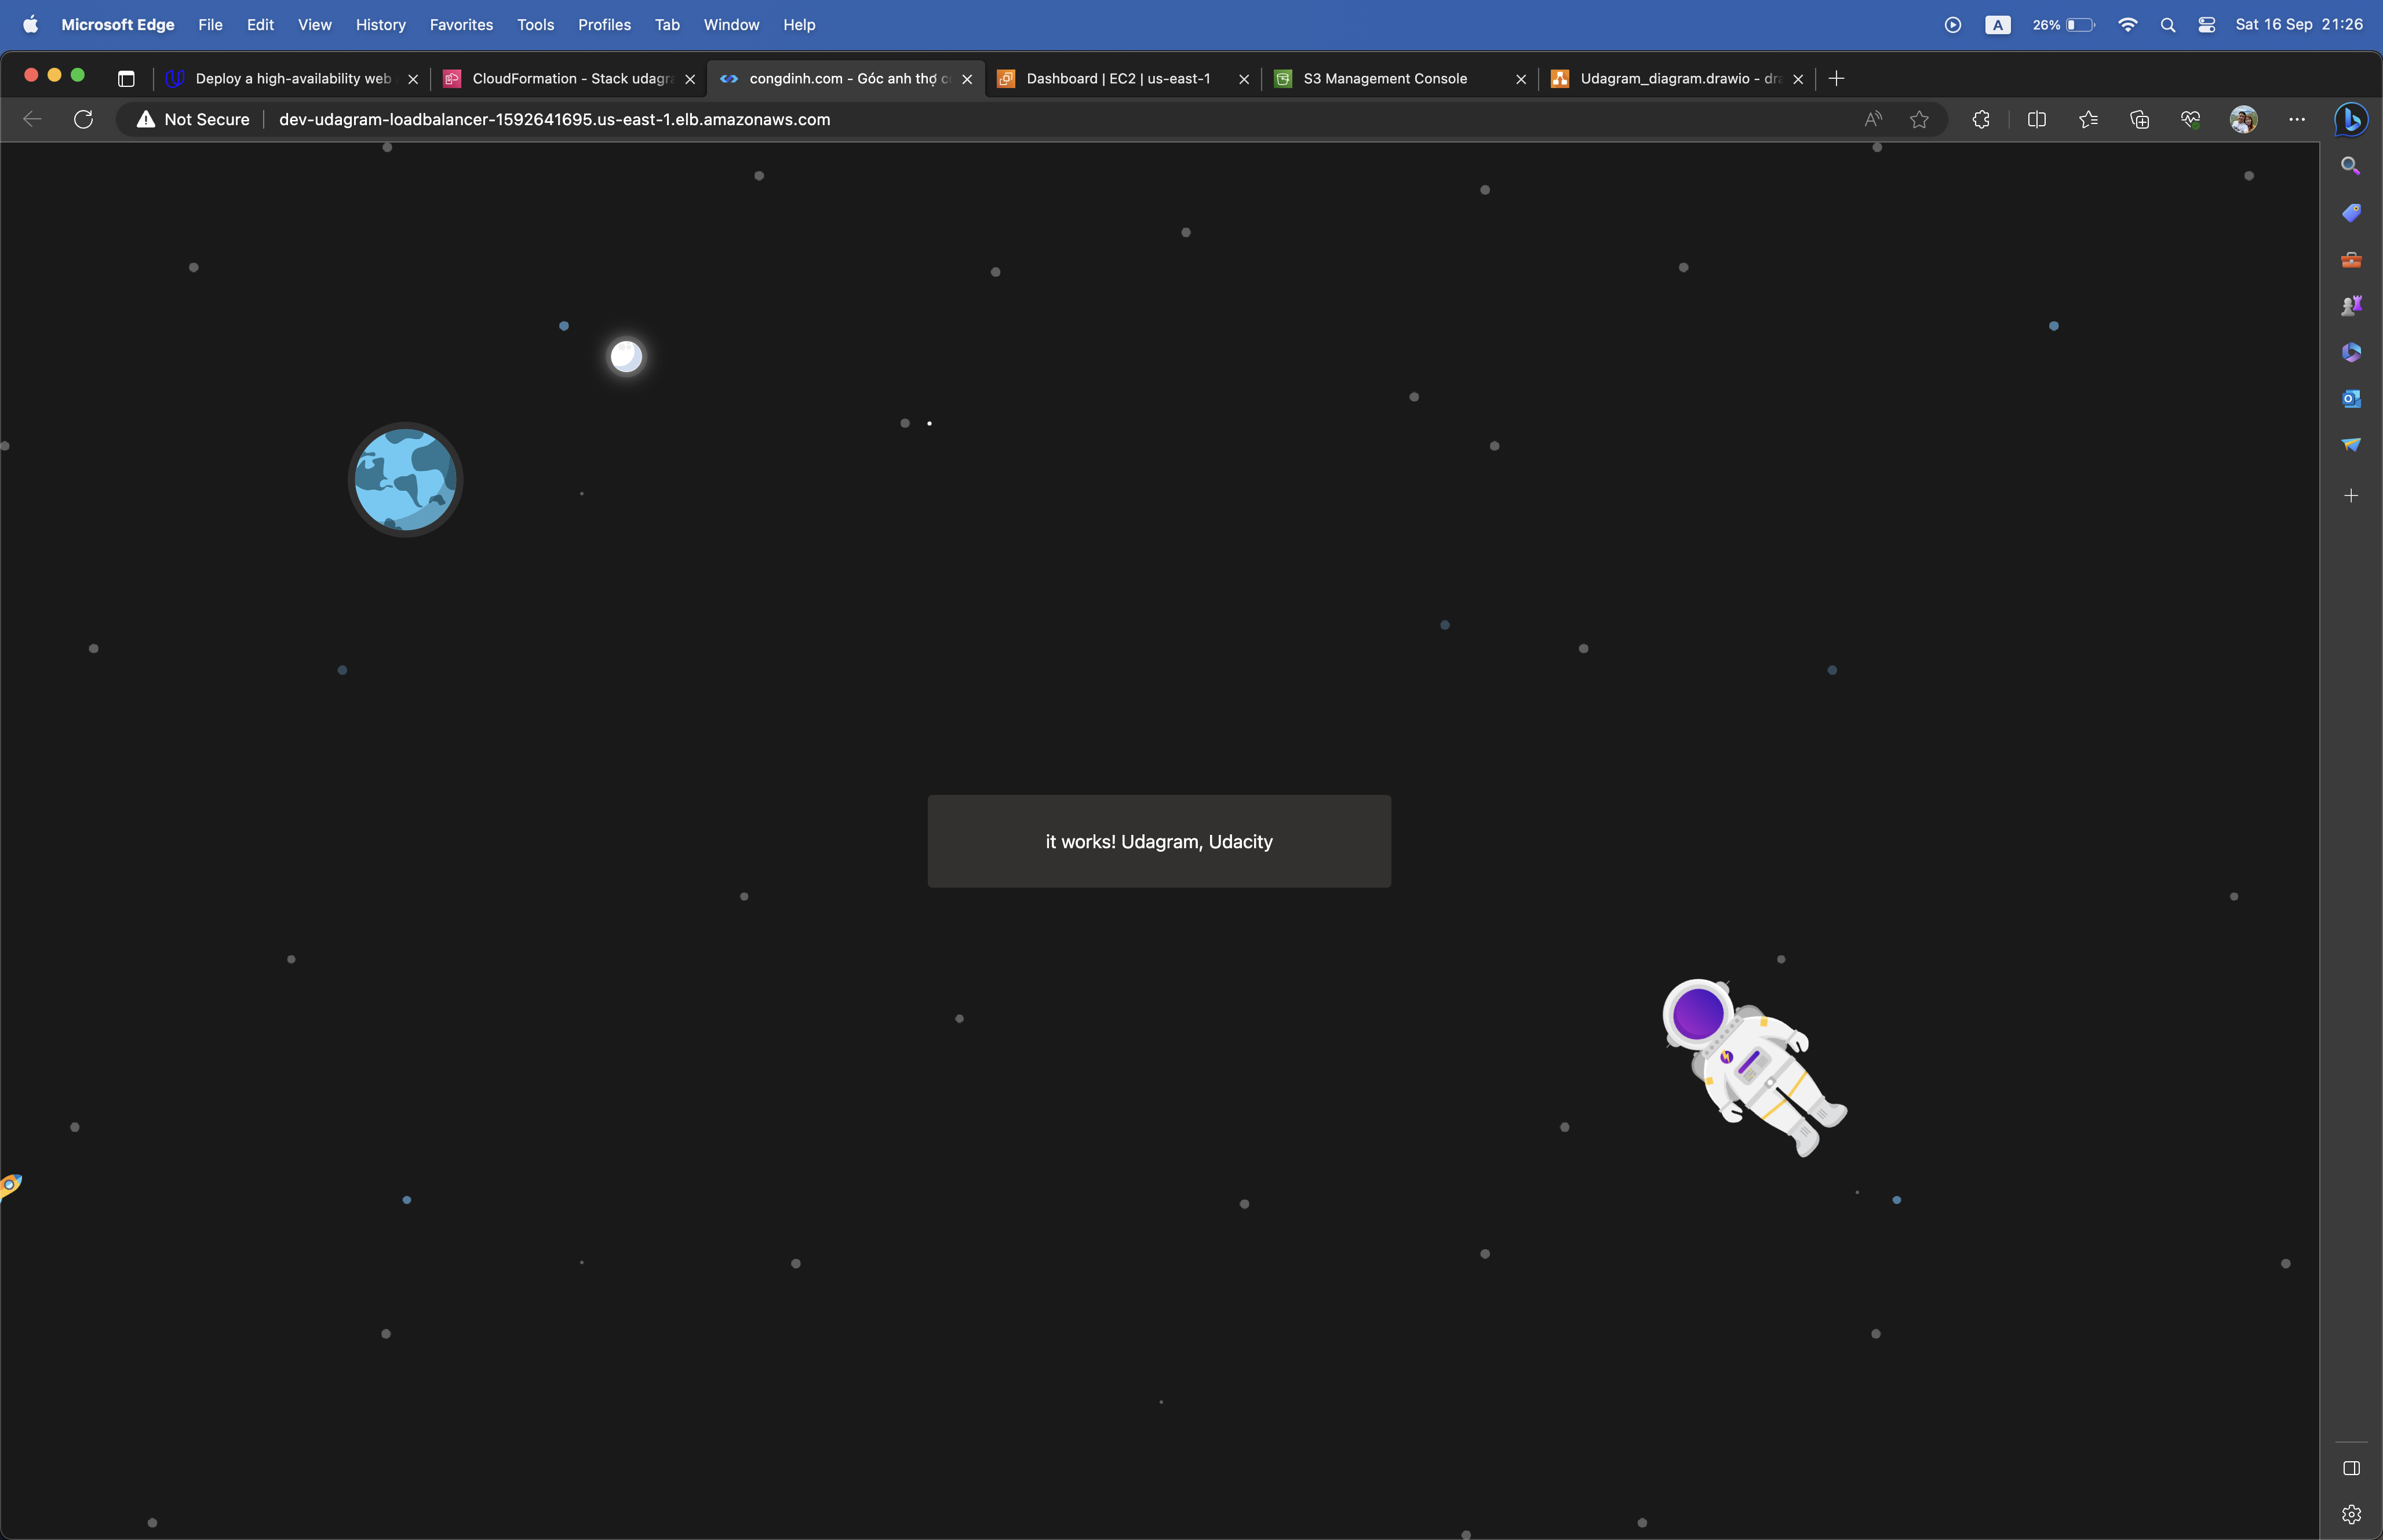 Microsoft Edge File Edit View History Favorites Tools Profiles Tab Window Help A 26% Sat 16 Sep 21:26
Deploy a high-availability web CloudFormation - Stack udagra congdinh.com - Góc anh thợ Dashboard | EC2 | us-east-1 S3 Management Console Udagram_diagram.drawio - dra
Not Secure dev-udagram-loadbalancer-1592641695.us-east-1.elb.amazonaws.com
it works! Udagram, Udacity